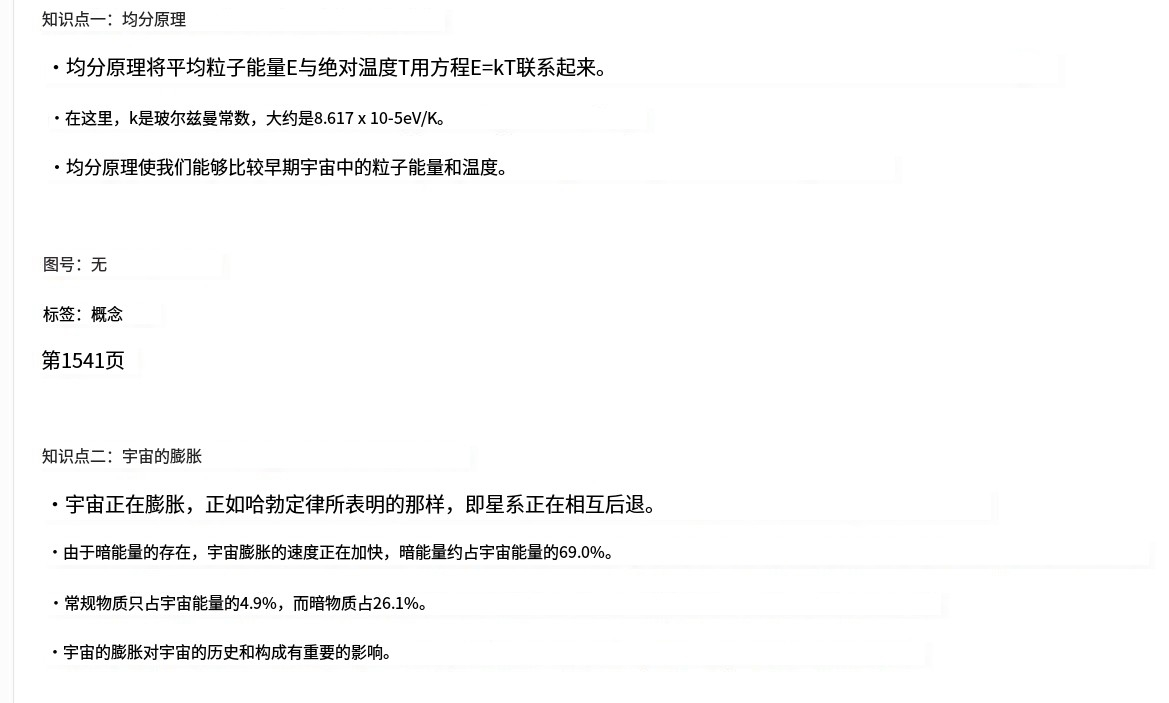 知识点一：均分原理
・均分原理将平均粒子能量E与绝对温度T用方程E=kT联系起来。
・在这里，k是玻尔兹曼常数，大约是8.617 x 10-5eV/K。
・均分原理使我们能够比较早期宇宙中的粒子能量和温度。
图号：无
标签：概念
第1541页
知识点二：宇宙的膨胀
・宇宙正在膨胀，正如哈勃定律所表明的那样，即星系正在相互后退。
・由于暗能量的存在，宇宙膨胀的速度正在加快，暗能量约占宇宙能量的69.0%。
・常规物质只占宇宙能量的4.9%，而暗物质占26.1%。
・宇宙的膨胀对宇宙的历史和构成有重要的影响。